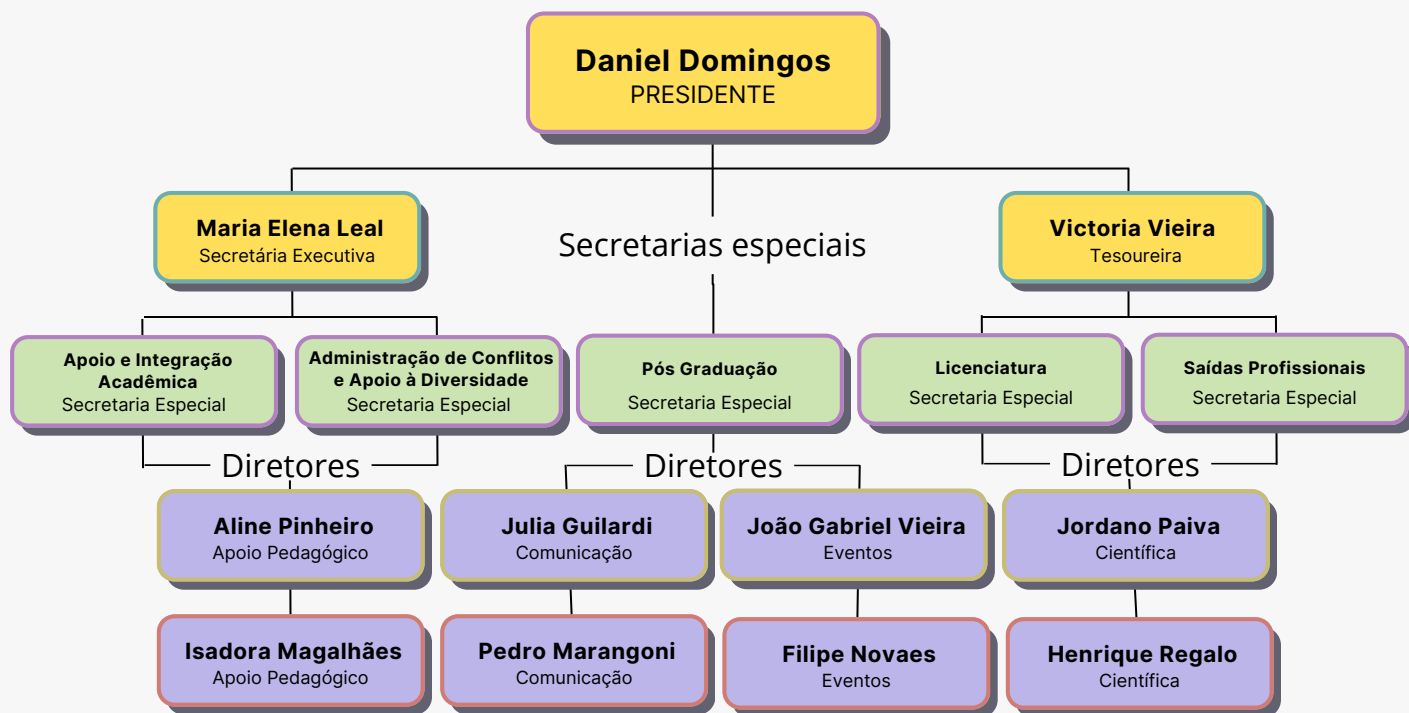 Daniel Domingos
PRESIDENTE
Maria Elena Leal
Secretária Executiva
Secretarias especiais
Victoria Vieira
Tesoureira
Apoio e Integração
Acadêmica
Secretaria Especial
Administração de Conflitos
e Apoio à Diversidade
Secretaria Especial
Pós Graduação
Secretaria Especial
Licenciatura
Secretaria Especial
Saídas Profissionais
Secretaria Especial
Diretores
Diretores
Diretores
Aline Pinheiro
Apoio Pedagógico
Julia Guilardi
Comunicação
João Gabriel Vieira
Eventos
Jordano Paiva
Científica
Isadora Magalhães
Apoio Pedagógico
Pedro Marangoni
Comunicação
Filipe Novaes
Eventos
Henrique Regalo
Científica